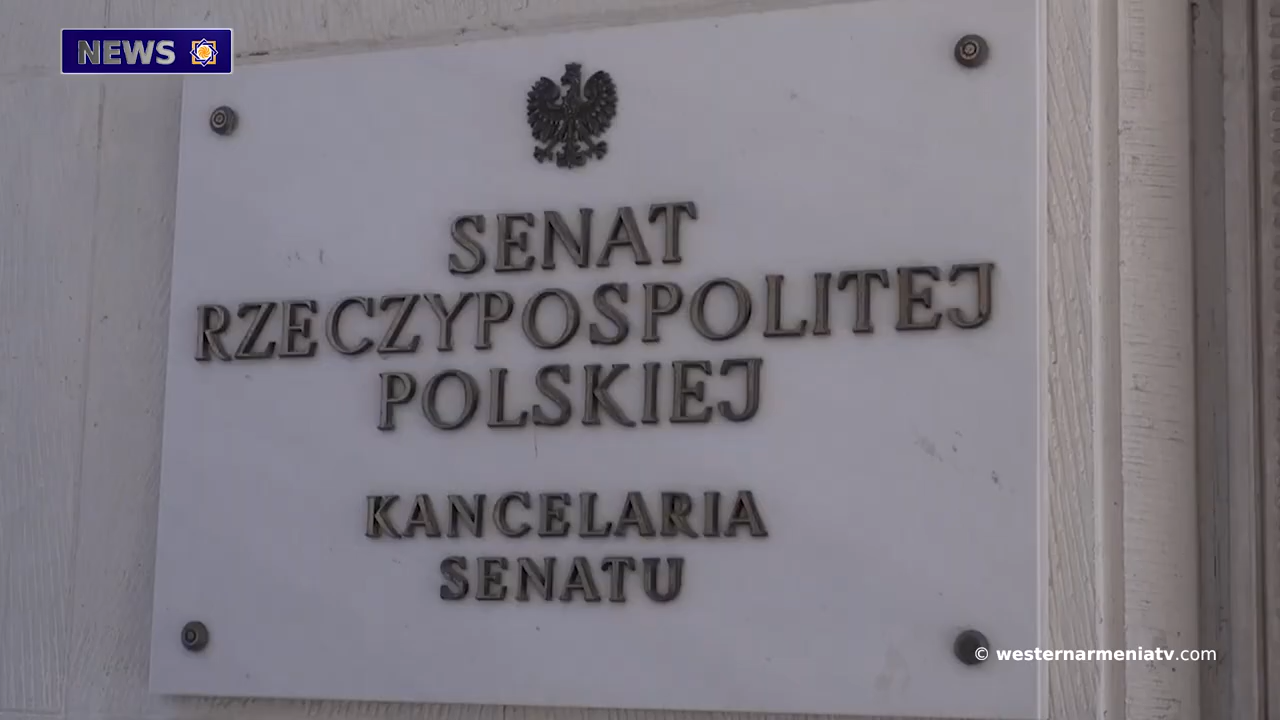 NEWS
SENAT
RZECZYPOSPOLITEJ
POLSKIEJ
KANCELARIA
SENATU
© westernarmeniatv.com